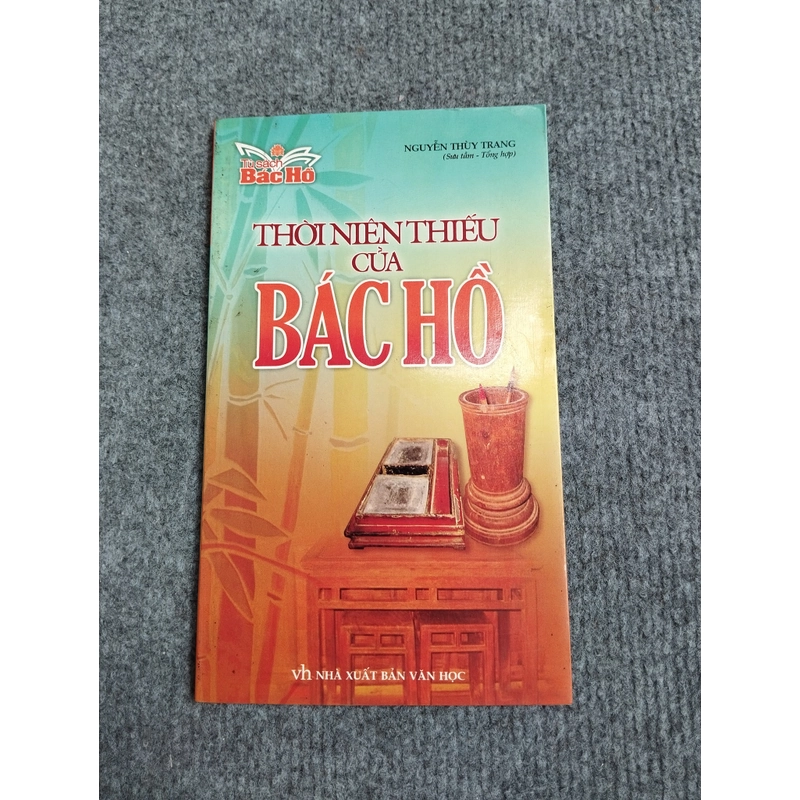 Tủ sách
Bác Hồ
NGUYỄN THÙY TRANG
(Sưu tầm - Tổng hợp)
THỜI NIÊN THIẾU
CỦA
BÁC HỒ
vh NHÀ XUẤT BẢN VĂN HỌC